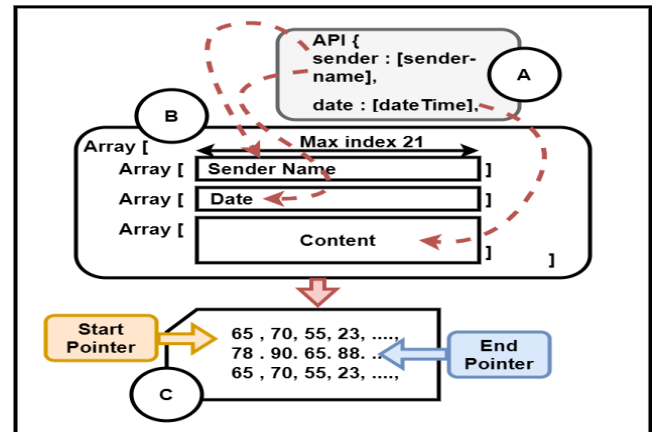 API {
sender : [sender-
name],
date : [dateTime],
A
B
Array [
Max index 21
Array [ Sender Name ]
Array [ Date ]
Array [
Content
]
]
Start
Pointer
65 , 70, 55, 23, ....,
78 . 90. 65. 88. ..
65 , 70, 55, 23, ....,
End
Pointer
C